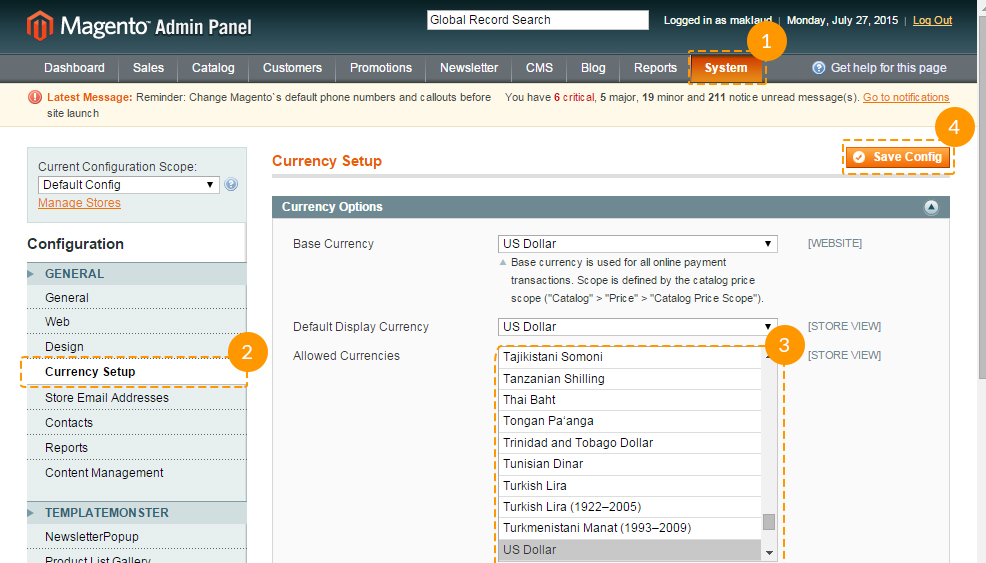 Magento™ Admin Panel
Global Record Search
Logged in as maklaud | Monday, July 27, 2015 | Log Out
1
Dashboard Sales Catalog Customers Promotions Newsletter CMS Blog Reports System Get help for this page
Latest Message: Reminder: Change Magento`s default phone numbers and callouts before site launch
You have 6 critical, 5 major, 19 minor and 211 notice unread message(s). Go to notifications
4
Current Configuration Scope:
Default Config
Manage Stores
Configuration
GENERAL
General
Web
Design
2
Currency Setup
Store Email Addresses
Contacts
Reports
Content Management
TEMPLATEMONSTER
NewsletterPopup
Product List Gallery
Currency Setup
Save Config
Currency Options
Base Currency US Dollar [WEBSITE]
Base currency is used for all online payment
transactions. Scope is defined by the catalog price
scope ("Catalog" > "Price" > "Catalog Price Scope").
Default Display Currency US Dollar [STORE VIEW]
3
Allowed Currencies [STORE VIEW]
Tajikistani Somoni
Tanzanian Shilling
Thai Baht
Tongan Paʻanga
Trinidad and Tobago Dollar
Tunisian Dinar
Turkish Lira
Turkish Lira (1922–2005)
Turkmenistani Manat (1993–2009)
US Dollar